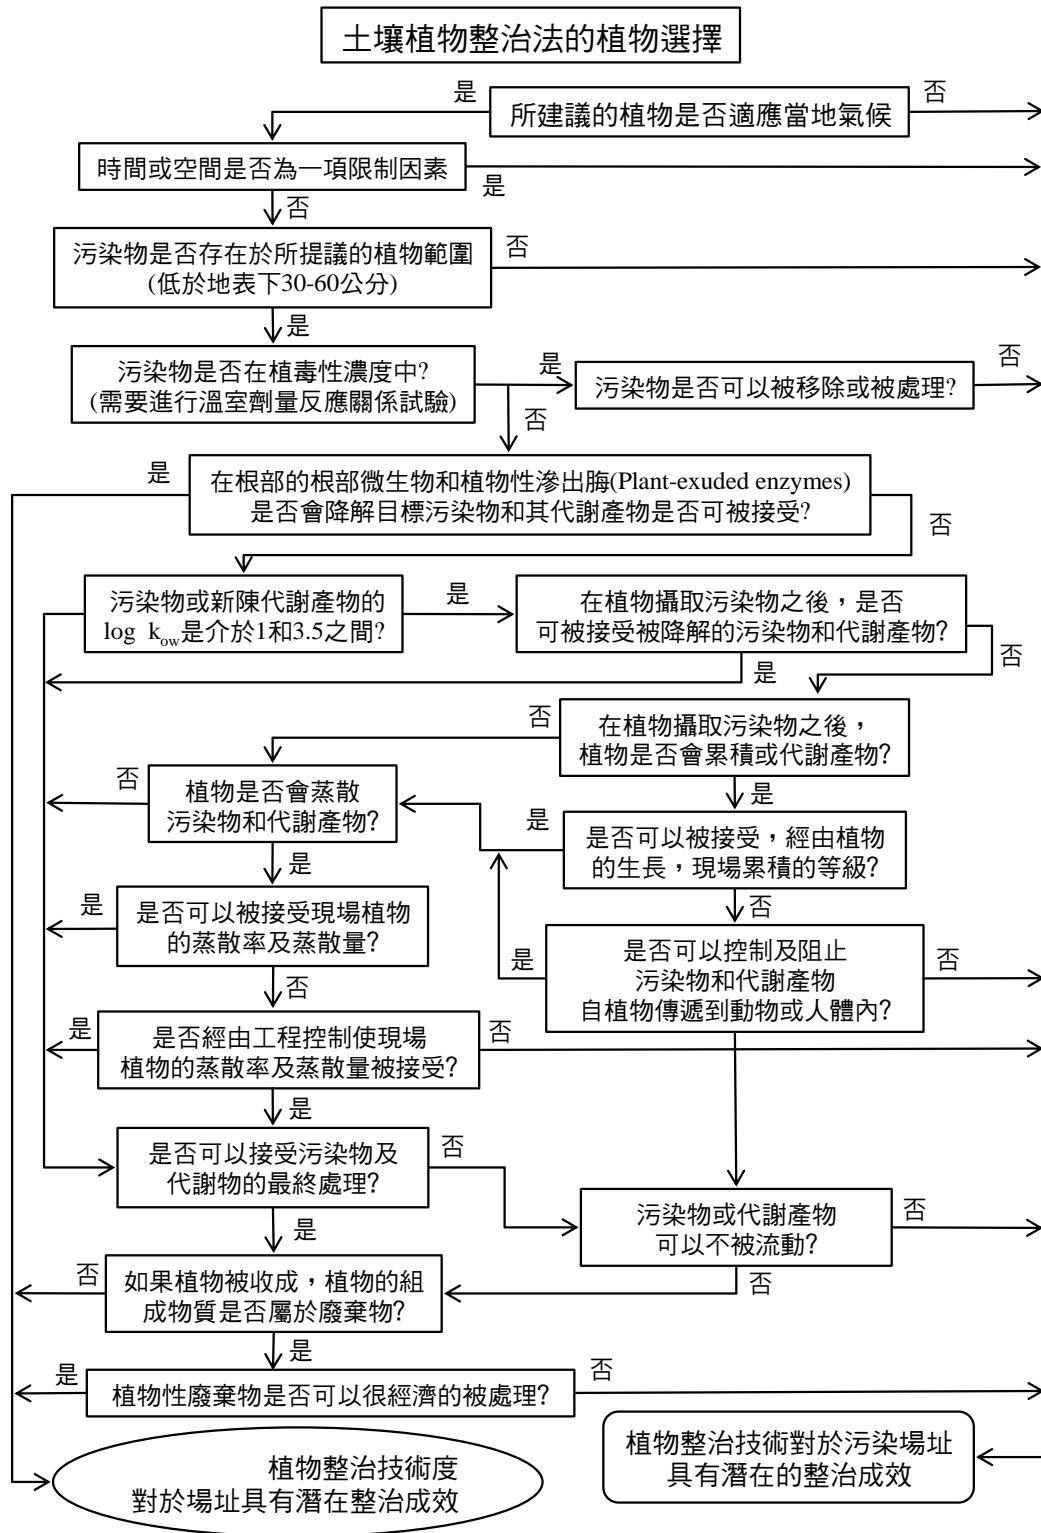 土壤植物整治法的植物選擇
是
否
所建議的植物是否適應當地氣候
時間或空間是否為一項限制因素
是
否
污染物是否存在於所提議的植物範圍
(低於地表下30-60公分)
否
是
污染物是否在植毒性濃度中?
(需要進行溫室劑量反應關係試驗)
是
否
污染物是否可以被移除或被處理?
否
是
在根部的根部微生物和植物性滲出脢(Plant-exuded enzymes)
是否會降解目標污染物和其代謝產物是否可被接受?
否
污染物或新陳代謝產物的
log k_ow是介於1和3.5之間?
是
在植物攝取污染物之後，是否
可被接受被降解的污染物和代謝產物?
是
否
否
在植物攝取污染物之後，
植物是否會累積或代謝產物?
否
植物是否會蒸散
污染物和代謝產物?
是
是
是否可以被接受，經由植物
的生長，現場累積的等級?
是
是
是否可以被接受現場植物
的蒸散率及蒸散量?
否
是
是否可以控制及阻止
污染物和代謝產物
自植物傳遞到動物或人體內?
否
否
是
是否經由工程控制使現場
植物的蒸散率及蒸散量被接受?
否
是
是否可以接受污染物及
代謝物的最終處理?
否
是
污染物或代謝產物
可以不被流動?
否
否
否
如果植物被收成，植物的組
成物質是否屬於廢棄物?
是
是
植物性廢棄物是否可以很經濟的被處理?
否
植物整治技術度
對於場址具有潛在整治成效
植物整治技術對於污染場址
具有潛在的整治成效